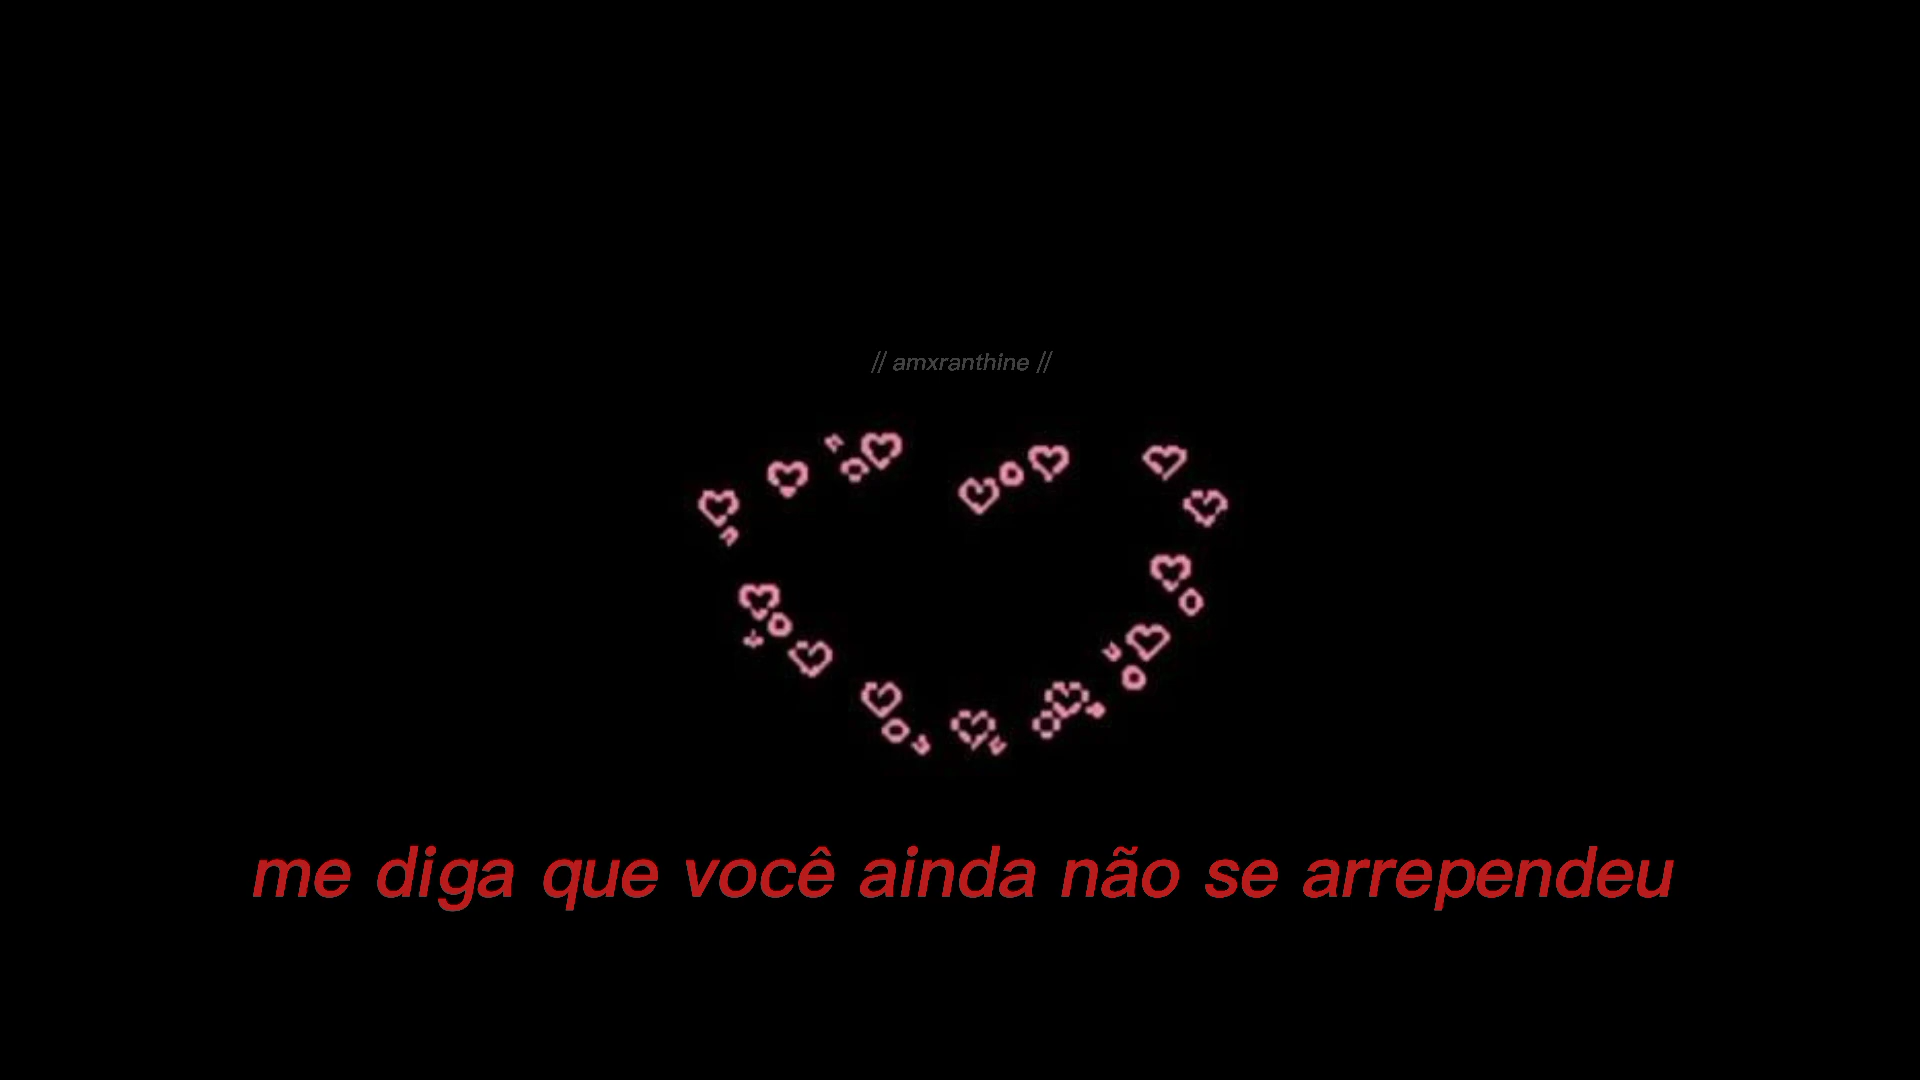 // amxranthine //
me diga que você ainda não se arrependeu